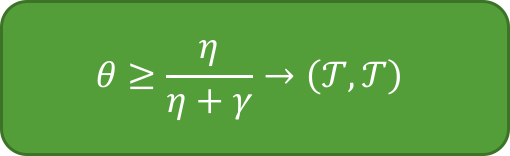 θ ≥ η / (η + γ) → (𝒯, 𝒯)